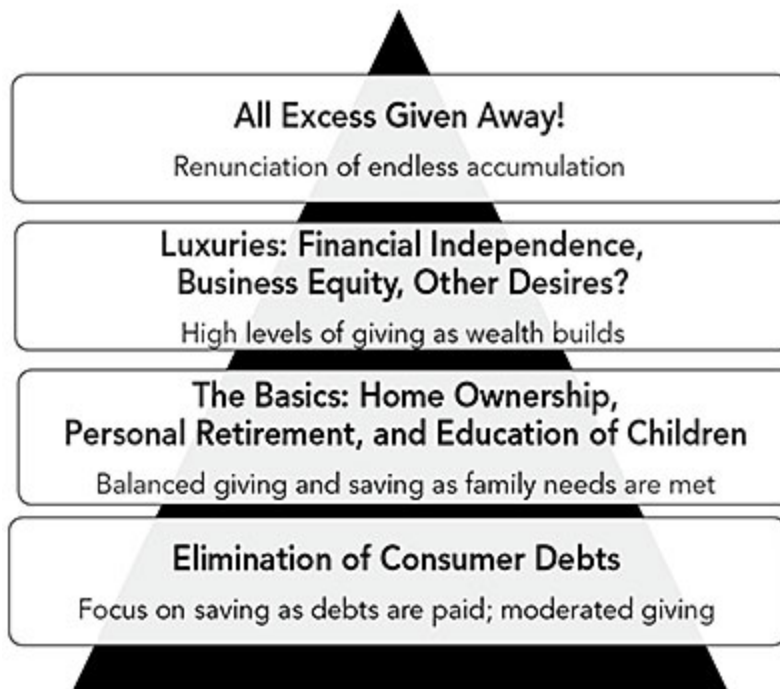 All Excess Given Away!
Renunciation of endless accumulation
Luxuries: Financial Independence,
Business Equity, Other Desires?
High levels of giving as wealth builds
The Basics: Home Ownership,
Personal Retirement, and Education of Children
Balanced giving and saving as family needs are met
Elimination of Consumer Debts
Focus on saving as debts are paid; moderated giving